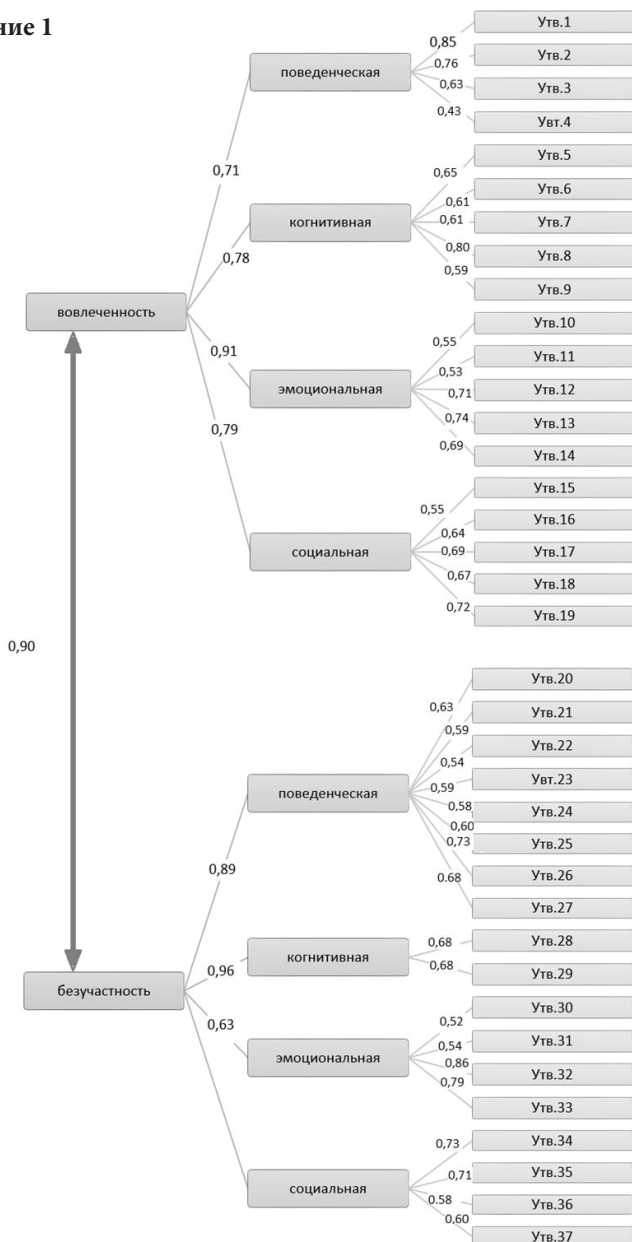 ние 1
Утв.1
0,85
Утв.2
поведенческая
0,76
0,63
Утв.3
0,43
Увт.4
Утв.5
0,71
0,65
Утв.6
0,61
когнитивная
0,61
Утв.7
0,80
Утв.8
0,78
0,59
Утв.9
вовлеченность
Утв.10
0,55
0,91
Утв.11
0,53
эмоциональная
0,71
Утв.12
0,74
Утв.13
0,79
0,69
Утв.14
Утв.15
0,55
Утв.16
0,64
социальная
0,69
Утв.17
0,67
Утв.18
0,72
Утв.19
0,90
Утв.20
0,63
Утв.21
0,59
Утв.22
0,54
Увт.23
0,59
поведенческая
0,58
Утв.24
0,60
0,73
Утв.25
0,89
0.68
Утв.26
Утв.27
Утв.28
0,68
когнитивная
0,68
Утв.29
0,96
безучастность
Утв.30
0,52
0,63
Утв.31
0,54
эмоциональная
0,86
Утв.32
0,79
Утв.33
Утв.34
0,73
Утв.35
0,71
социальная
0.58
Утв.36
0,60
Утв.37